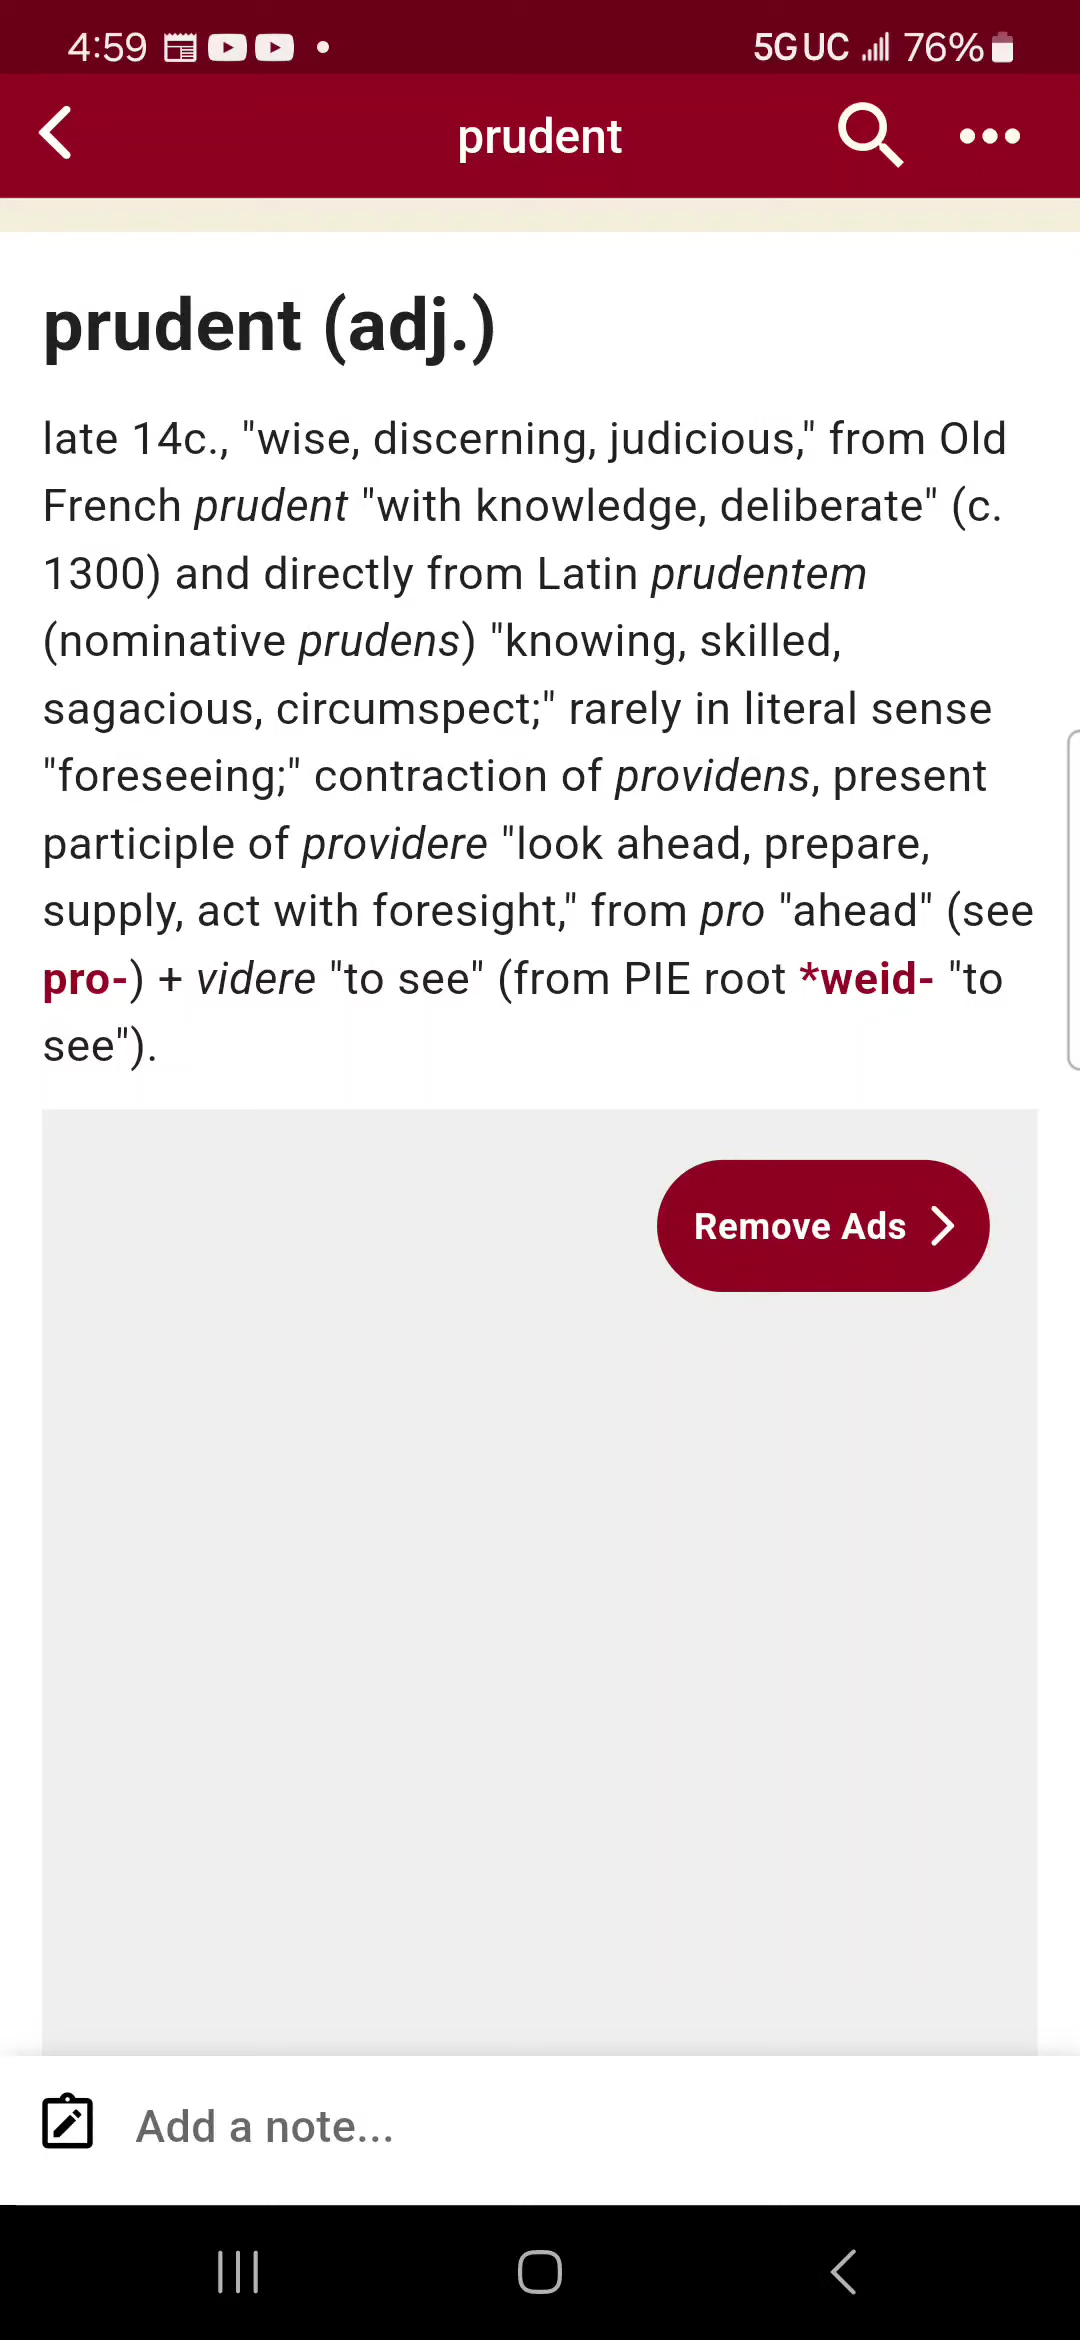 4:59 5G UC 76%
prudent
prudent (adj.)
late 14c., "wise, discerning, judicious," from Old
French prudent "with knowledge, deliberate" (c.
1300) and directly from Latin prudentem
(nominative prudens) "knowing, skilled,
sagacious, circumspect;" rarely in literal sense
"foreseeing;" contraction of providens, present
participle of providere "look ahead, prepare,
supply, act with foresight," from pro "ahead" (see
pro-) + videre "to see" (from PIE root *weid- "to
see").
Remove Ads
Add a note...